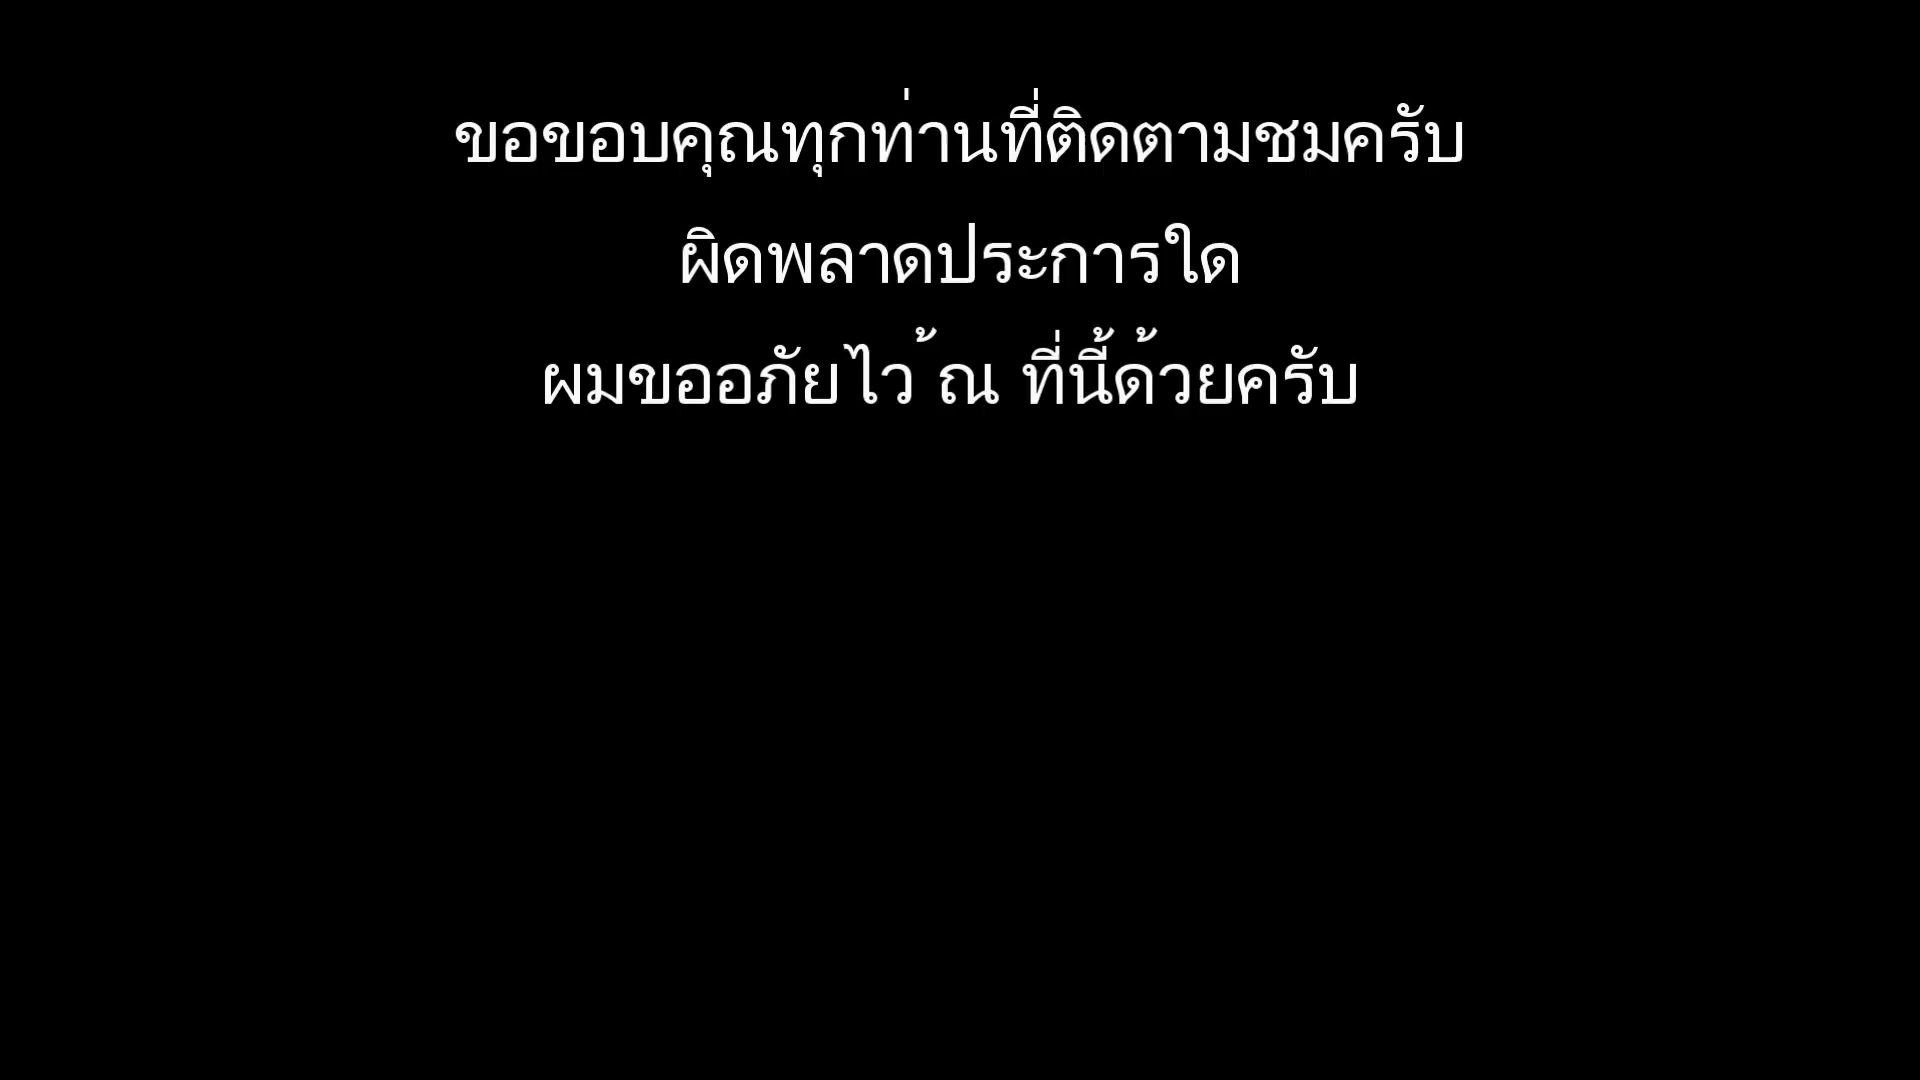 ขอขอบคุณทุกท่านที่ติดตามชมครับ
ผิดพลาดประการใด
ผมขออภัยไว ้ณ ที่นี้ด้วยครับ